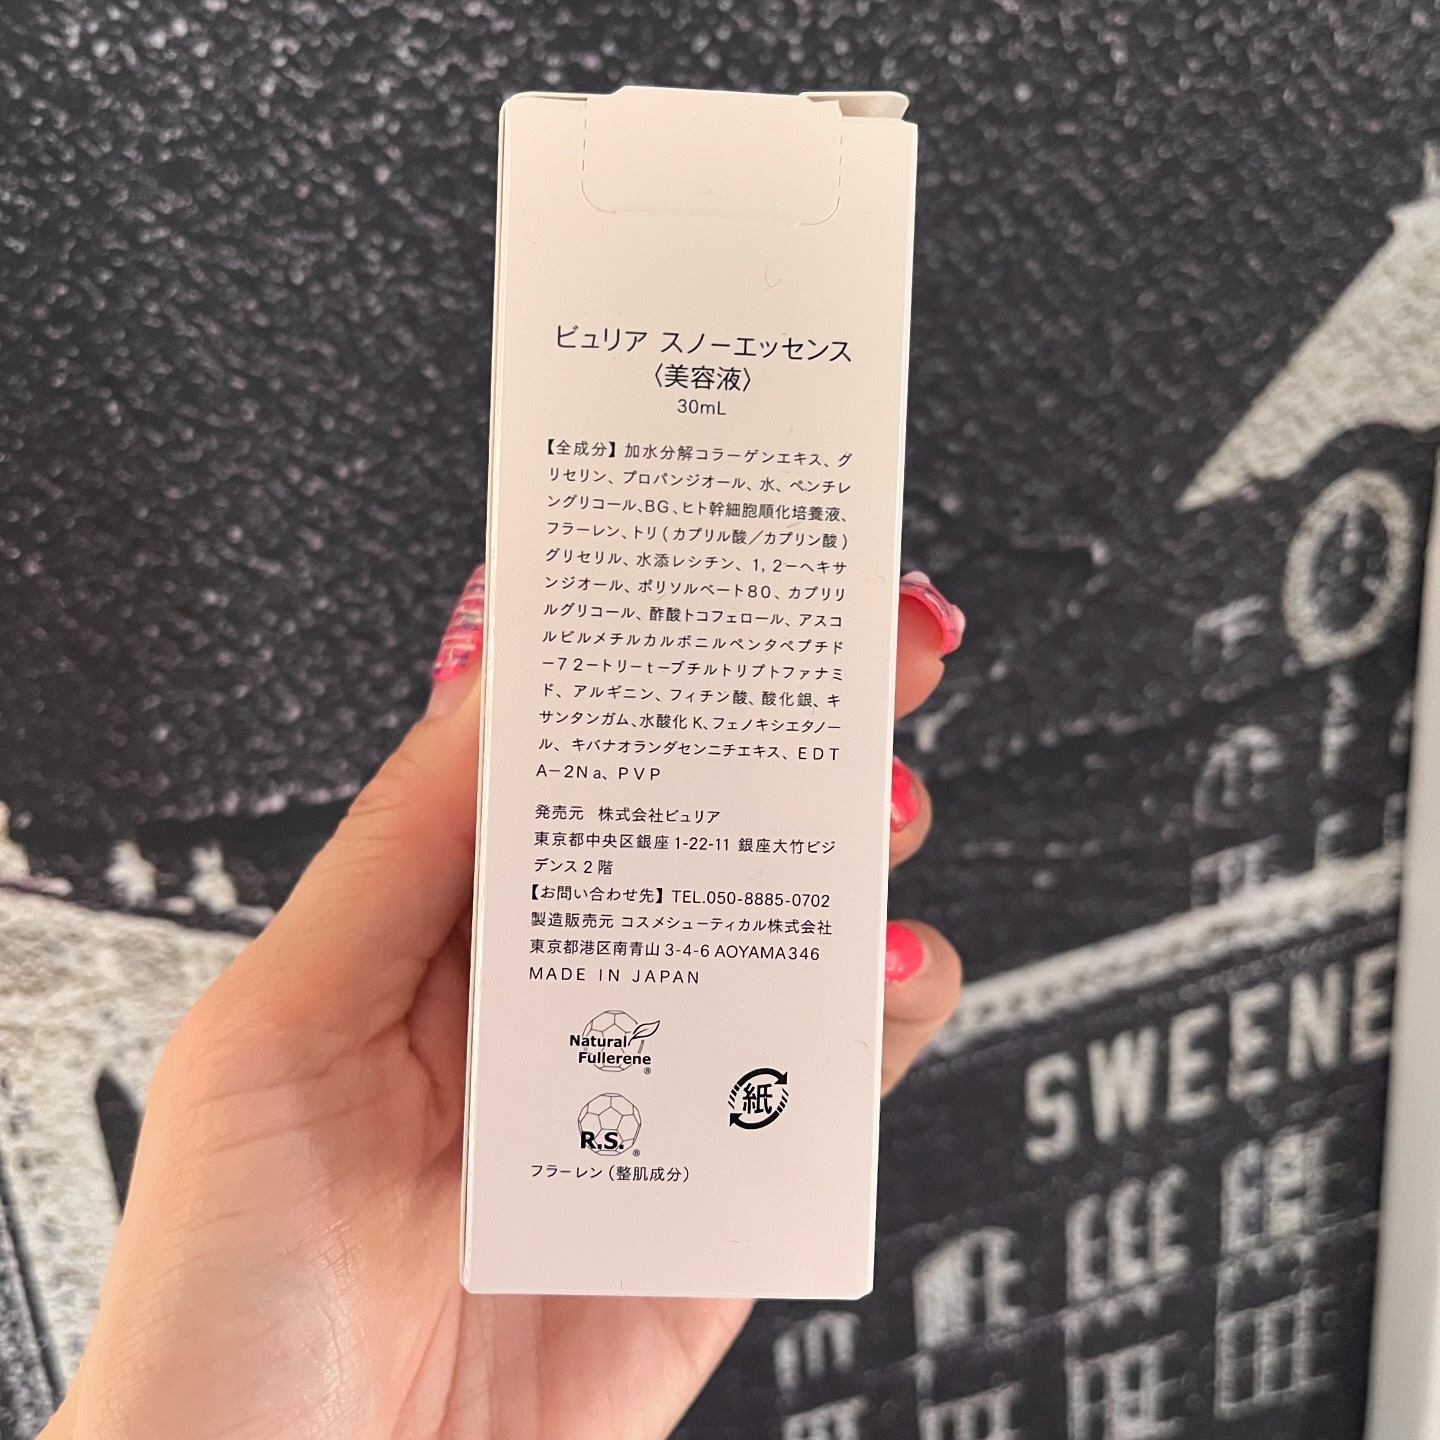 ビュリア スノーエッセンス
〈美容液〉
30mL
【全成分】加水分解コラーゲンエキス、グ
リセリン、プロパンジオール、水、ペンチレ
ングリコール、BG、ヒト幹細胞順化培養液、
フラーレン、トリ(カプリル酸/カプリン酸)
グリセリル、水添レシチン、1,2-ヘキサ
ンジオール、ポリソルベート80、カプリリ
ルグリコール、酢酸トコフェロール、アスコ
ルビルメチルカルボニルペンタペプチド
-72-トリ-t-ブチルトリプトファナミ
ド、アルギニン、フィチン酸、酸化銀、キ
サンタンガム、水酸化K、フェノキシエタノー
ル、キバナオランダセンニチエキス、EDT
A-2Na、PVP
発売元 株式会社ビュリア
東京都中央区銀座1-22-11 銀座大竹ビジ
デンス2階
【お問い合わせ先】TEL.050-8885-0702
製造販売元 コスメシューティカル株式会社
東京都港区南青山3-4-6 AOYAMA346
MADE IN JAPAN
Natural
Fullerene®
紙
R.S.®
フラーレン(整肌成分)
SWEENE